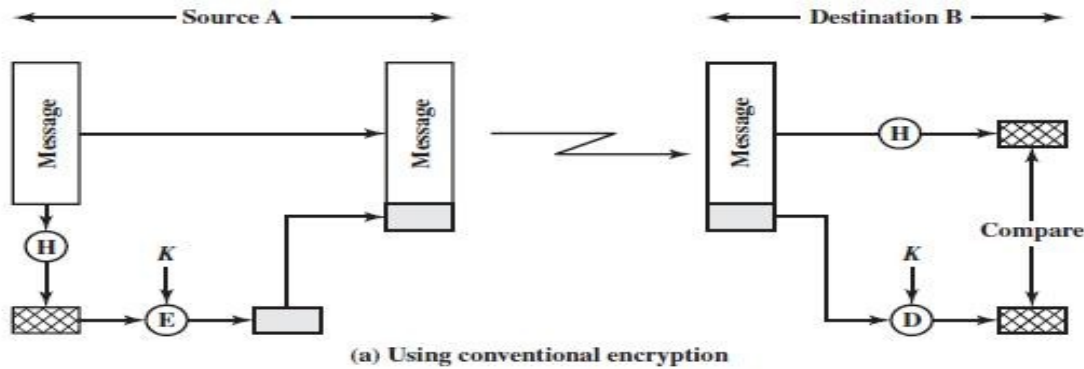 Source A
Destination B
Message
Message
Message
H
H
Compare
K
K
E
D
(a) Using conventional encryption